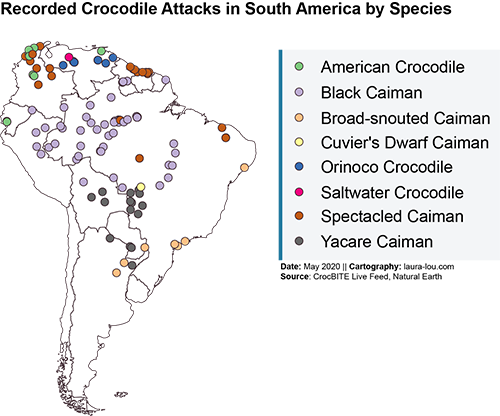 Recorded Crocodile Attacks in South America by Species
American Crocodile
Black Caiman
Broad-snouted Caiman
Cuvier's Dwarf Caiman
Orinoco Crocodile
Saltwater Crocodile
Spectacled Caiman
Yacare Caiman
Date: May 2020 || Cartography: laura-lou.com
Source: CrocBITE Live Feed, Natural Earth